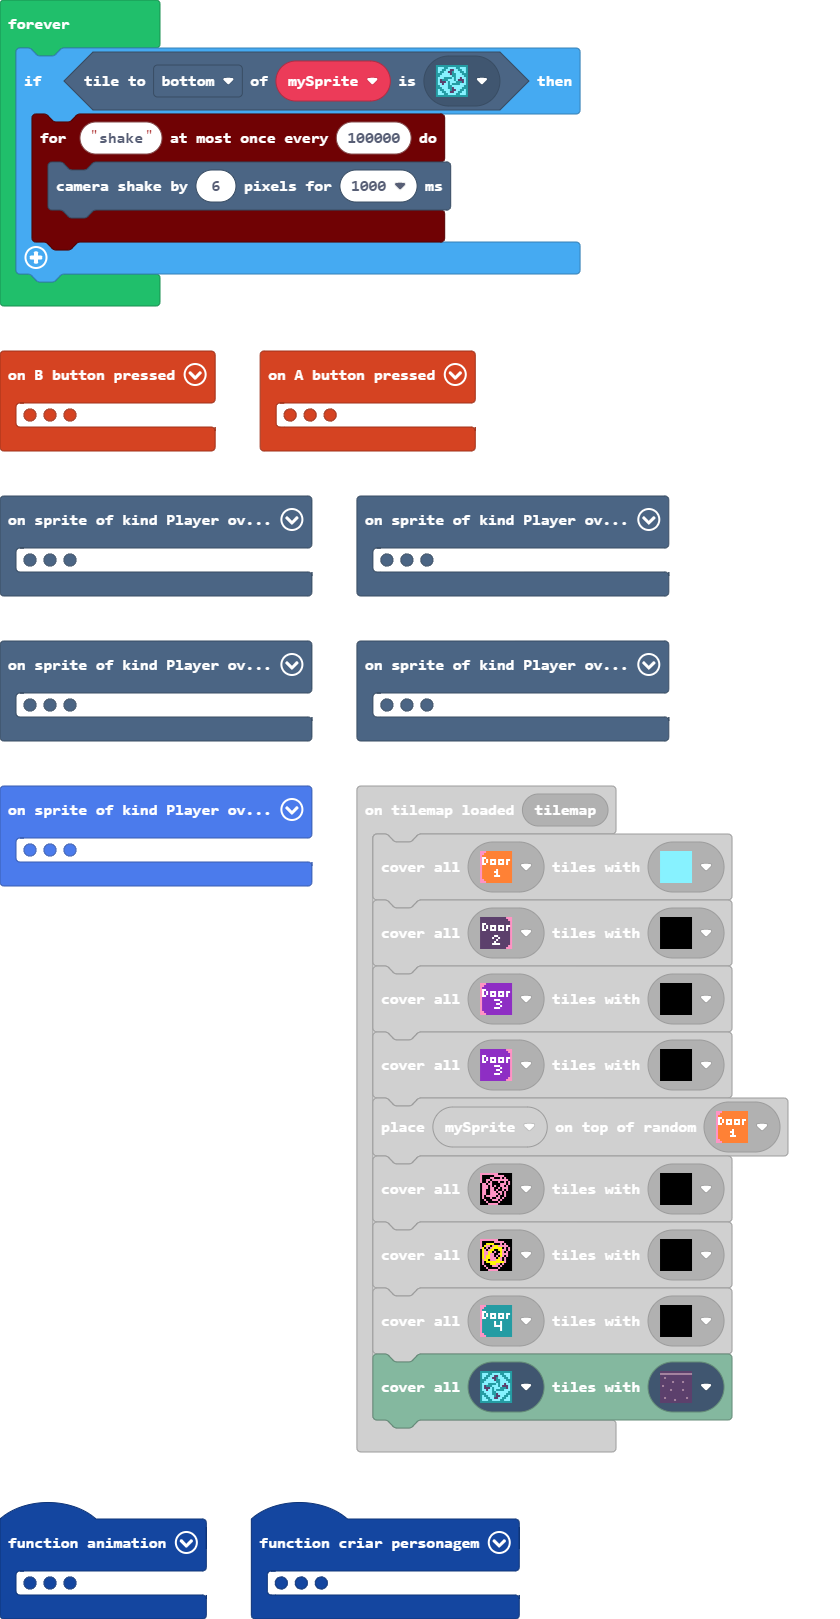 forever
if tile to bottom of mySprite is then
for "shake" at most once every 100000 do
camera shake by 6 pixels for 1000 ms
on B button pressed
on A button pressed
on sprite of kind Player ov...
on sprite of kind Player ov...
on sprite of kind Player ov...
on sprite of kind Player ov...
on sprite of kind Player ov...
on tilemap loaded tilemap
cover all Door 1 tiles with
cover all Door 2 tiles with
cover all Door 3 tiles with
cover all Door 3 tiles with
place mySprite on top of random Door 1
cover all tiles with
cover all tiles with
cover all Door 4 tiles with
cover all tiles with
function animation
function criar personagem